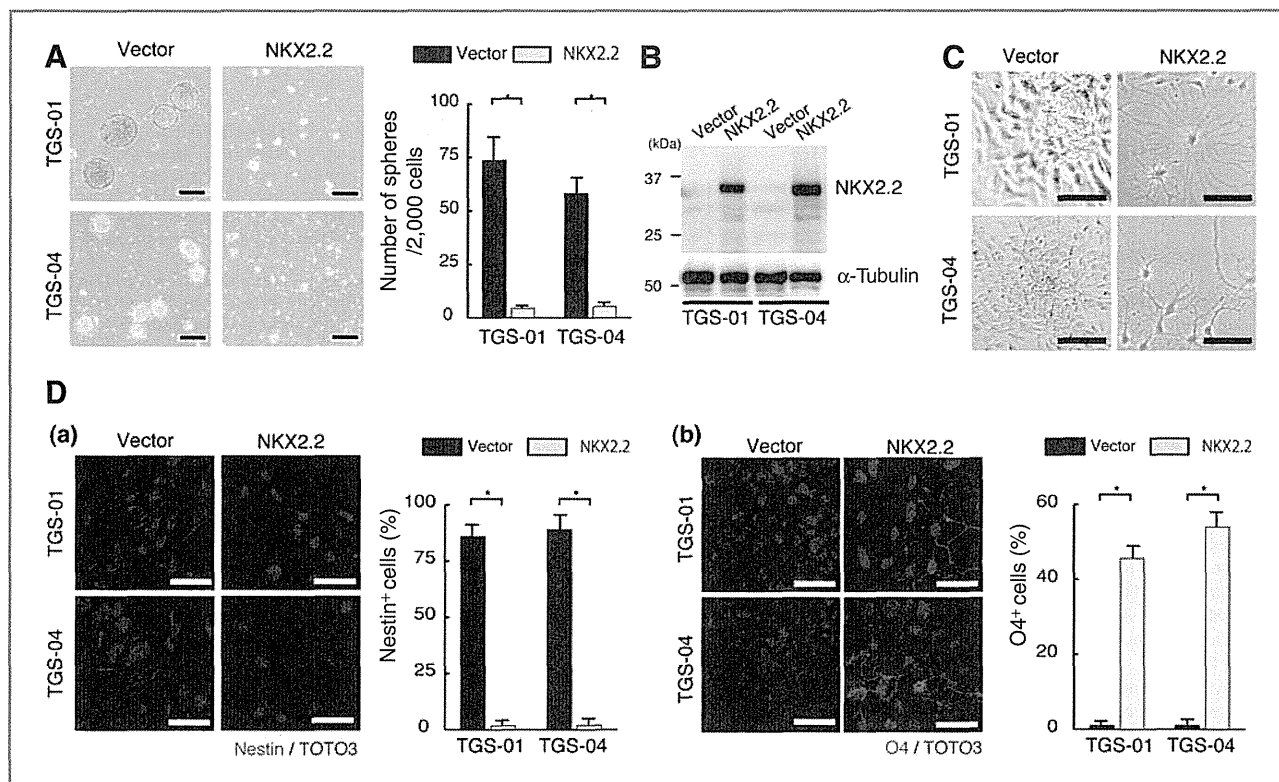 A
Vector
NKX2.2
TGS-01
TGS-04
Vector
NKX2.2
Number of spheres
/2,000 cells
100
75
50
25
0
TGS-01
TGS-04
B
Vector
NKX2.2
Vector
NKX2.2
(kDa)
37
25
50
NKX2.2
α-Tubulin
TGS-01
TGS-04
C
Vector
NKX2.2
TGS-01
TGS-04
D
(a)
Vector
NKX2.2
TGS-01
TGS-04
Nestin / TOTO3
Vector
NKX2.2
Nestin+ cells (%)
100
75
50
25
0
*
*
TGS-01
TGS-04
(b)
Vector
NKX2.2
TGS-01
TGS-04
O4 / TOTO3
Vector
NKX2.2
O4+ cells (%)
60
40
20
0
*
*
TGS-01
TGS-04